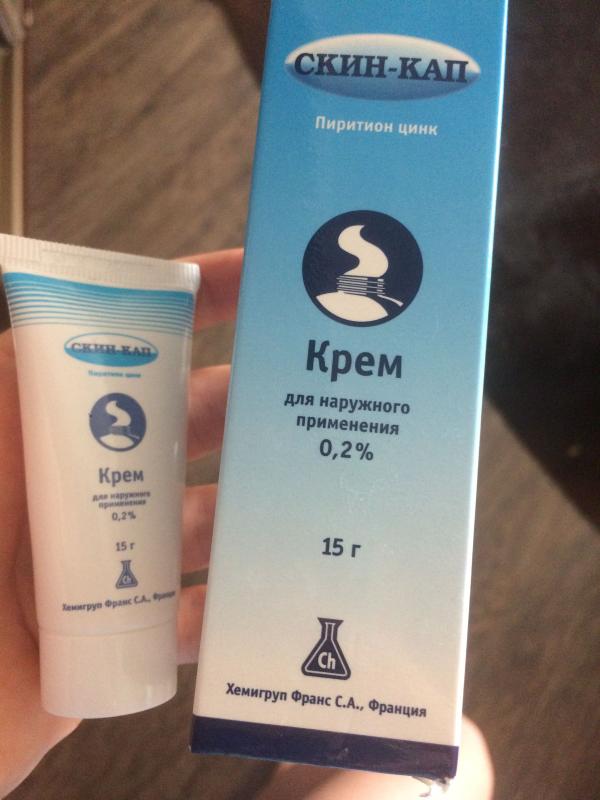 СКИН-КАП
Пиритион цинк
Крем
для наружного
применения
0,2%
15 г
Ch
Хемигруп Франс С.А., Франция
СКИН-КАП
Пиритион цинк
Крем
для наружного
применения
0,2%
15 г
Ch
Хемигруп Франс С.А., Франция